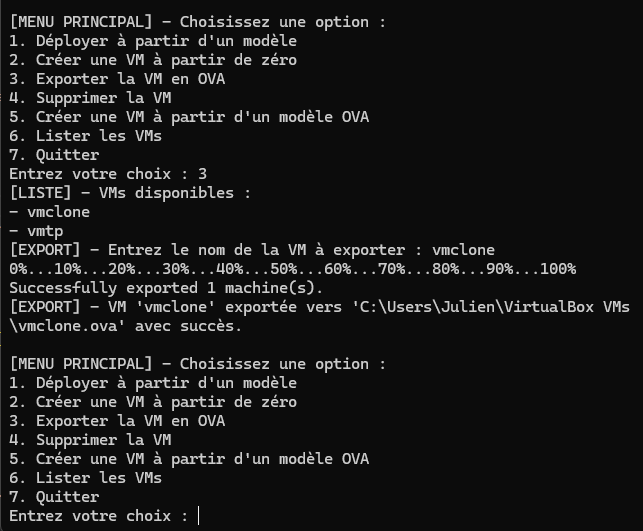 [MENU PRINCIPAL] - Choisissez une option :
1. Déployer à partir d'un modèle
2. Créer une VM à partir de zéro
3. Exporter la VM en OVA
4. Supprimer la VM
5. Créer une VM à partir d'un modèle OVA
6. Lister les VMs
7. Quitter
Entrez votre choix : 3
[LISTE] - VMs disponibles :
- vmclone
- vmtp
[EXPORT] - Entrez le nom de la VM à exporter : vmclone
0%...10%...20%...30%...40%...50%...60%...70%...80%...90%...100%
Successfully exported 1 machine(s).
[EXPORT] - VM 'vmclone' exportée vers 'C:\Users\Julien\VirtualBox VMs
\vmclone.ova' avec succès.
[MENU PRINCIPAL] - Choisissez une option :
1. Déployer à partir d'un modèle
2. Créer une VM à partir de zéro
3. Exporter la VM en OVA
4. Supprimer la VM
5. Créer une VM à partir d'un modèle OVA
6. Lister les VMs
7. Quitter
Entrez votre choix :